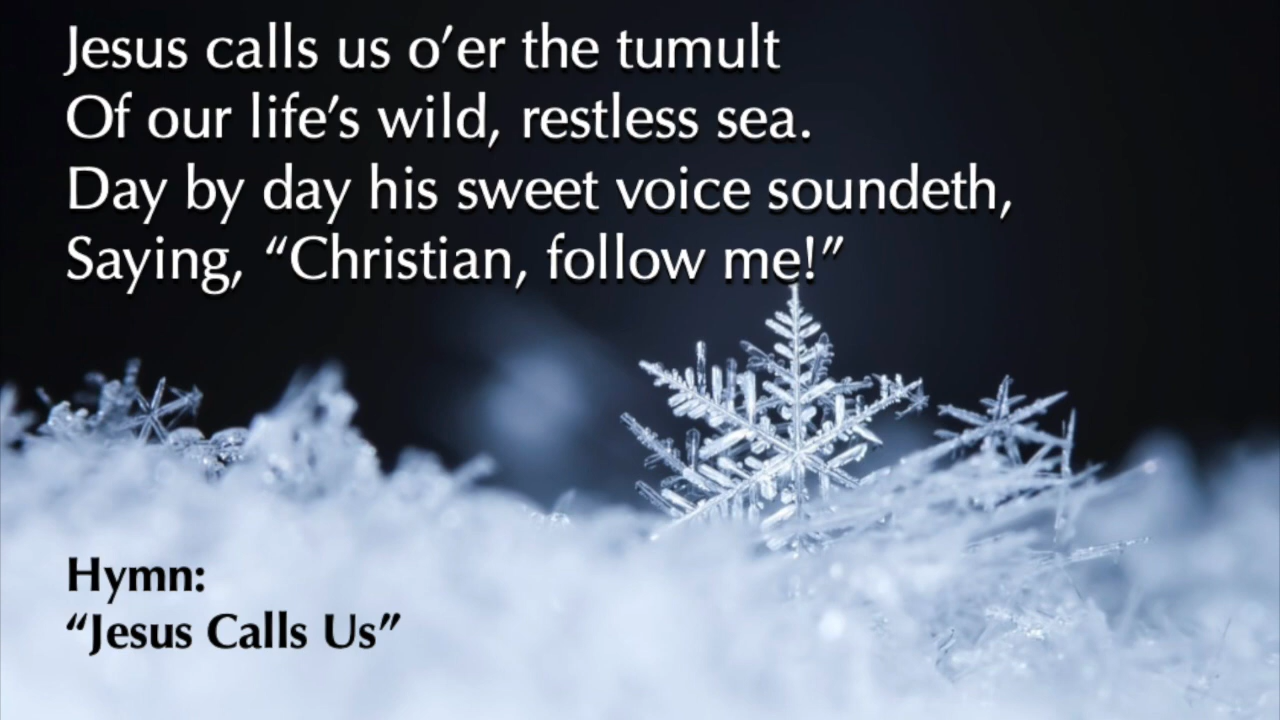 Jesus calls us o’er the tumult
Of our life’s wild, restless sea.
Day by day his sweet voice soundeth,
Saying, “Christian, follow me!”
Hymn:
“Jesus Calls Us”